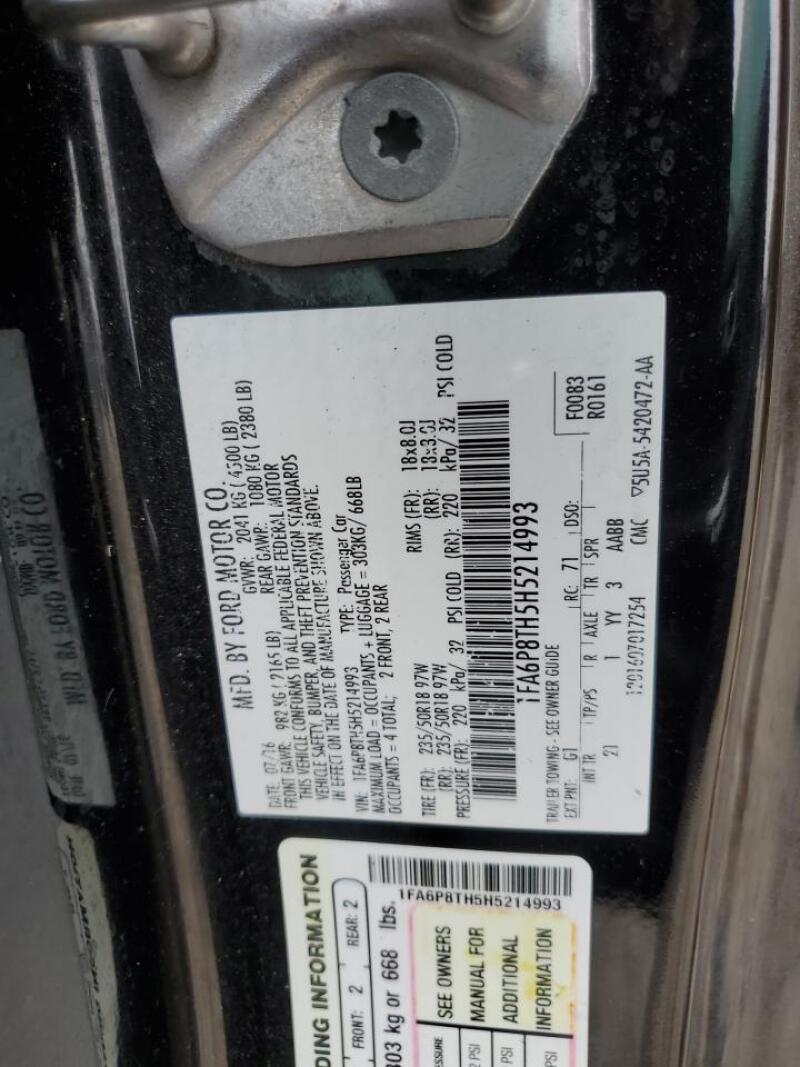 MFD. BY FORD MOTOR CO.
DATE: 07/16 GVWR: 2041 KG ( 4500 LB)
FRONT GAWR: 982 KG ( 2165 LB) REAR GAWR: 1080 KG ( 2380 LB)
THIS VEHICLE CONFORMS TO ALL APPLICABLE FEDERAL MOTOR
VEHICLE SAFETY, BUMPER, AND THEFT PREVENTION STANDARDS
IN EFFECT ON THE DATE OF MANUFACTURE SHOWN ABOVE.
VIN: 1FA6P8TH5H5214993 TYPE: Passenger Car
MAXIMUM LOAD = OCCUPANTS + LUGGAGE = 303KG/ 668LB
OCCUPANTS = 4 TOTAL; 2 FRONT, 2 REAR
TIRE (FR): 235/50R18 97W RIMS (FR): 18x8.0J
(RR): 235/50R18 97W (RR): 18x8.0J
PRESSURE (FR): 220 kPa/ 32 PSI COLD (RR): 220 kPa/ 32 PSI COLD
1FA6P8TH5H5214993
TRAILER TOWING - SEE OWNER GUIDE
EXT PNT: G1 RC: 71 DSO: F0083
R0161
INT TR TP/PS R AXLE TR SPR
21 1 YY 3 AABB
1201607017254 CMC ▽5U5A-5420472-AA
DING INFORMATION
FRONT: 2 REAR: 2
303 kg or 668 lbs.
1FA6P8TH5H5214993
SEE OWNERS
MANUAL FOR
ADDITIONAL
INFORMATION
PSI
PSI
PSI